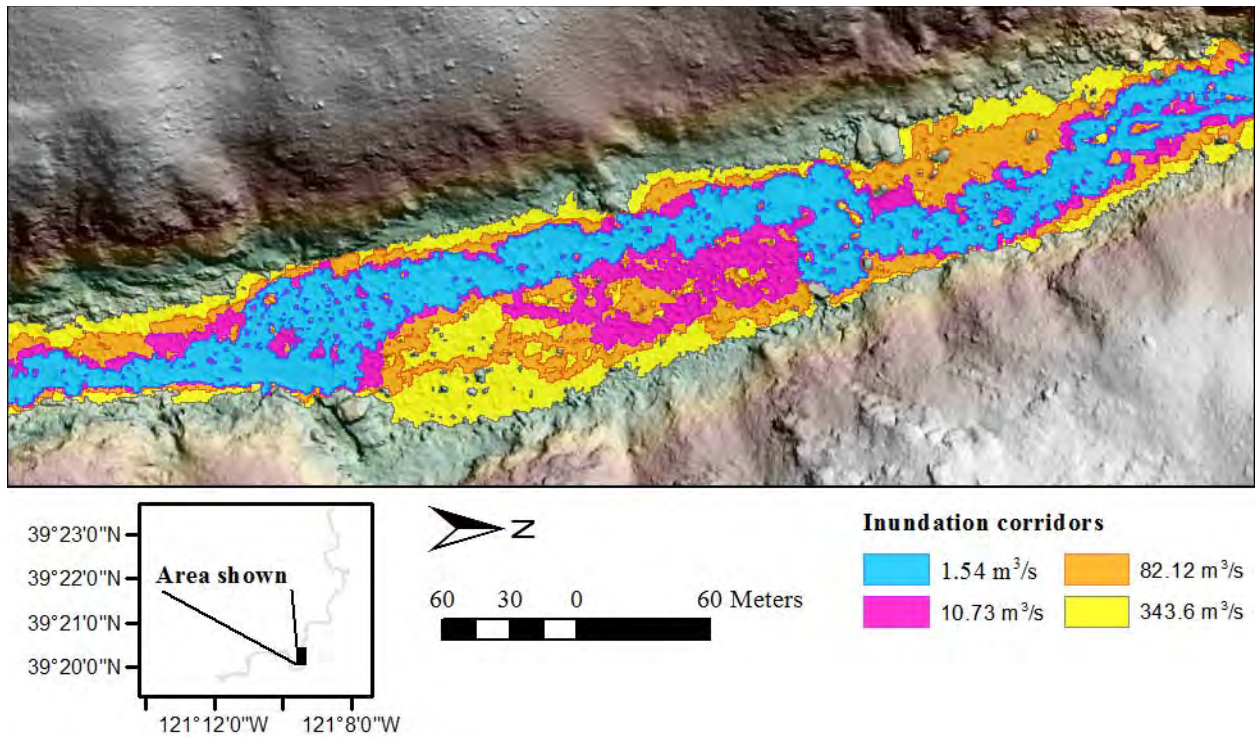 39°23'0"N
39°22'0"N
39°21'0"N
39°20'0"N
Area shown
121°12'0"W 121°8'0"W
N
60 30 0 60 Meters
Inundation corridors
1.54 m³/s 82.12 m³/s
10.73 m³/s 343.6 m³/s